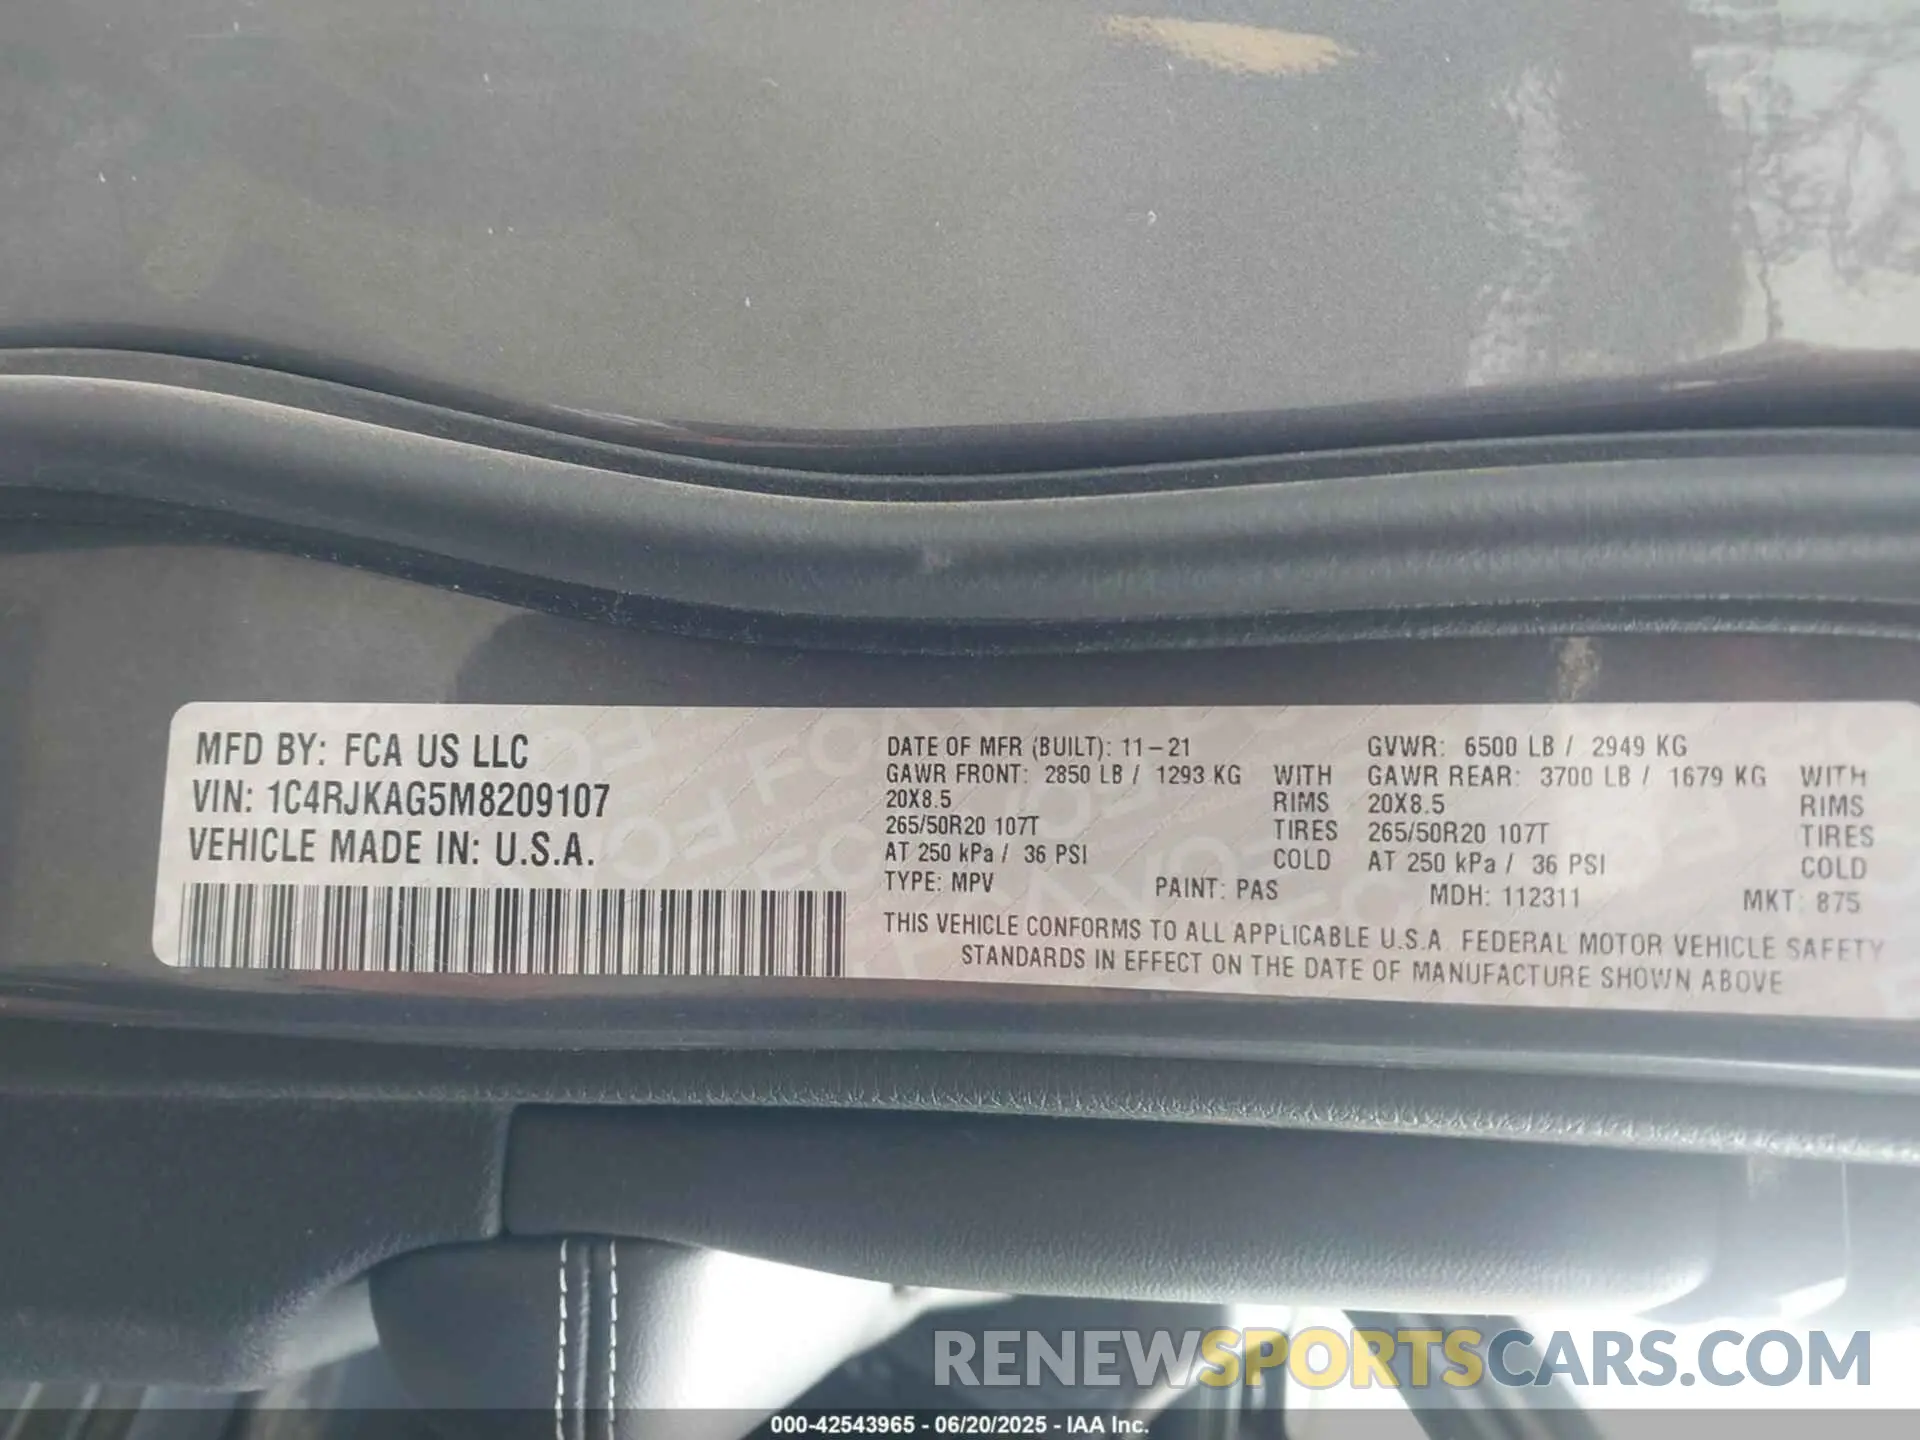 MFD BY: FCA US LLC
VIN: 1C4RJKAG5M8209107
VEHICLE MADE IN: U.S.A.
DATE OF MFR (BUILT): 11-21
GAWR FRONT: 2850 LB / 1293 KG WITH
20X8.5 RIMS
265/50R20 107T TIRES
AT 250 kPa / 36 PSI COLD
TYPE: MPV
GVWR: 6500 LB / 2949 KG
GAWR REAR: 3700 LB / 1679 KG WITH
20X8.5 RIMS
265/50R20 107T TIRES
AT 250 kPa / 36 PSI COLD
PAINT: PAS MDH: 112311 MKT: 875
THIS VEHICLE CONFORMS TO ALL APPLICABLE U.S.A. FEDERAL MOTOR VEHICLE SAFETY
STANDARDS IN EFFECT ON THE DATE OF MANUFACTURE SHOWN ABOVE
RENEWSPORTSCARS.COM
000-42543965 - 06/20/2025 - IAA Inc.